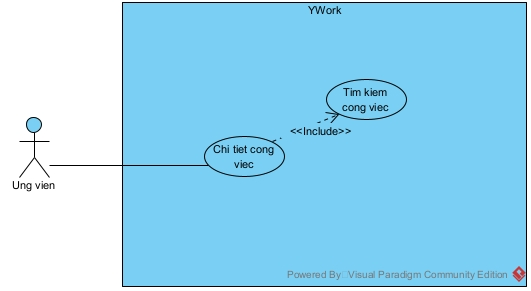 YWork
Tim kiem
cong viec
<<Include>>
Chi tiet cong
viec
Ung vien
Powered By Visual Paradigm Community Edition